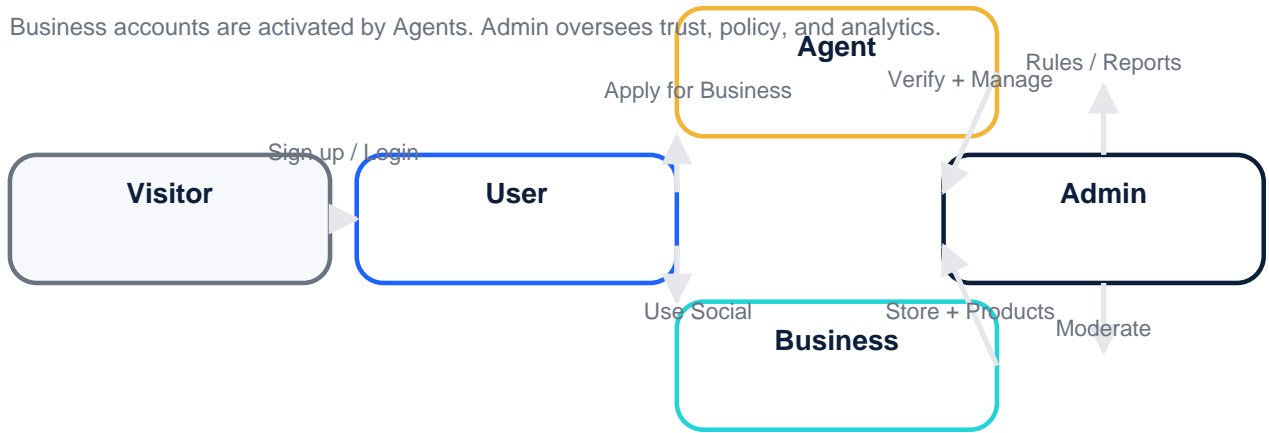 Business accounts are activated by Agents. Admin oversees trust, policy, and analytics.
Agent
Rules / Reports
Verify + Manage
Apply for Business
Sign up / Login
Visitor
User
Admin
Use Social
Store + Products
Moderate
Business